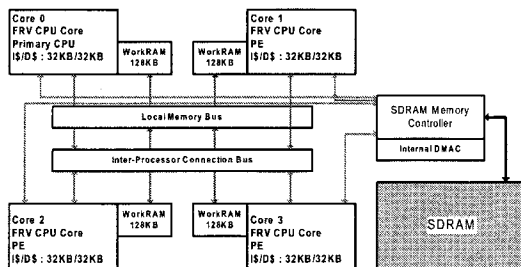 Core 0
FRV CPU Core
Primary CPU
I$/D$ : 32KB/32KB
WorkRAM
128KB
WorkRAM
128KB
Core 1
FRV CPU Core
PE
I$/D$ : 32KB/32KB
Local Memory Bus
Inter-Processor Connection Bus
SDRAM Memory
Controller
Internal DMAC
Core 2
FRV CPU Core
PE
I$/D$ : 32KB/32KB
WorkRAM
128KB
WorkRAM
128KB
Core 3
FRV CPU Core
PE
I$/D$ : 32KB/32KB
SDRAM